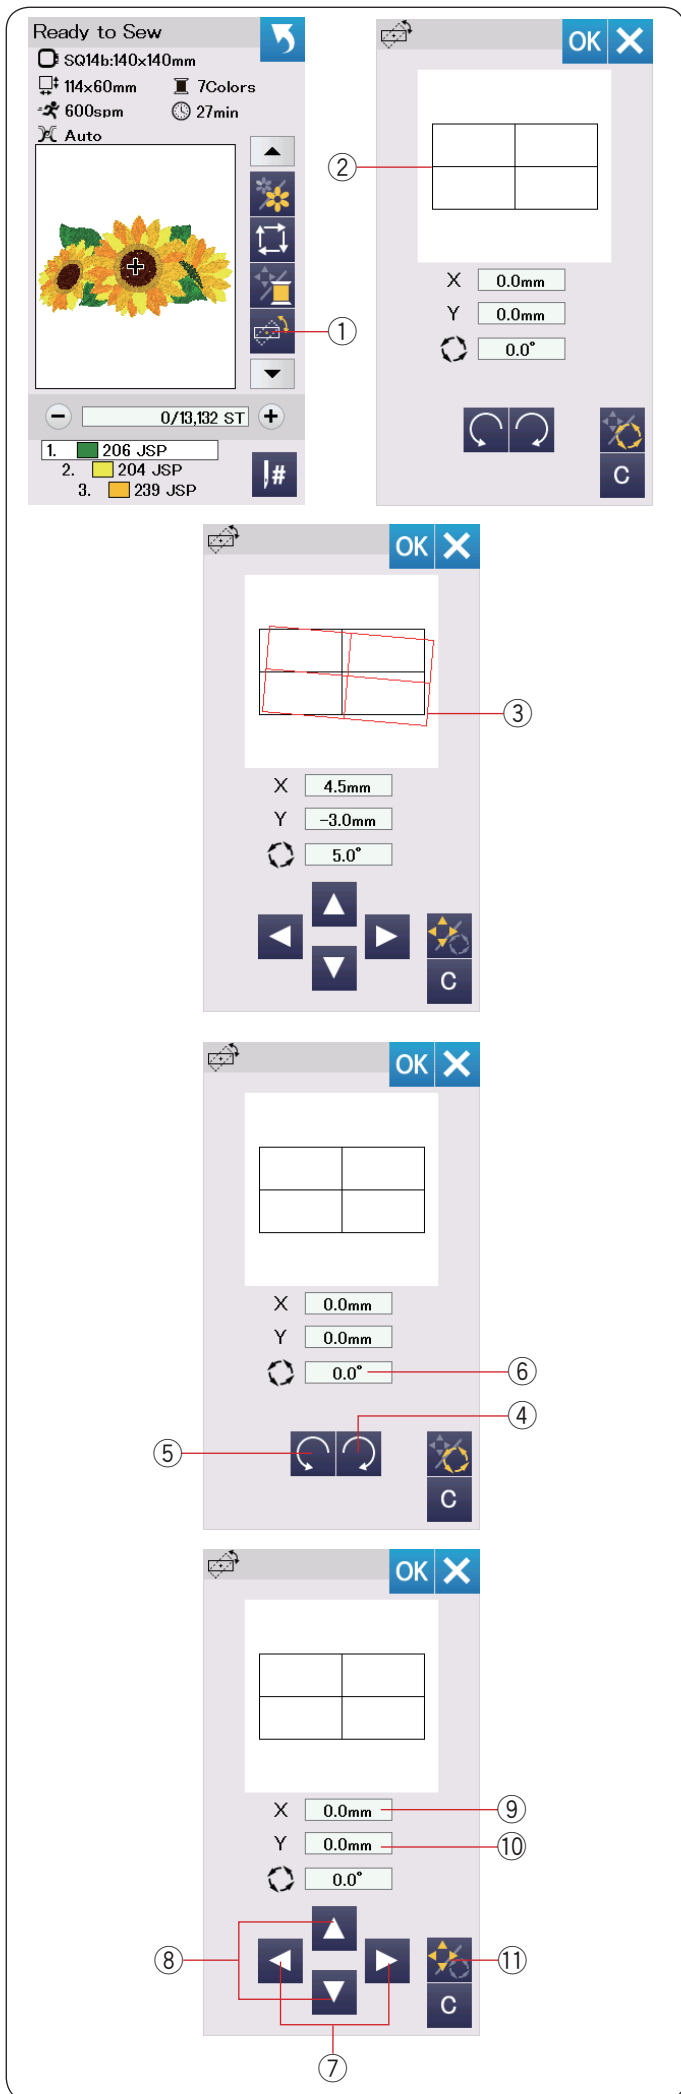 Ready to Sew
SQ14b:140x140mm
114x60mm 7Colors
600spm 27min
Auto
①
0/13,132 ST
1. 206 JSP
2. 204 JSP
3. 239 JSP
#
OK
②
X 0.0mm
Y 0.0mm
0.0°
C
OK
③
X 4.5mm
Y -3.0mm
5.0°
C
OK
X 0.0mm
Y 0.0mm
0.0° ⑥
④
⑤
C
OK
X 0.0mm ⑨
Y 0.0mm ⑩
0.0°
⑧ ⑪
C
⑦